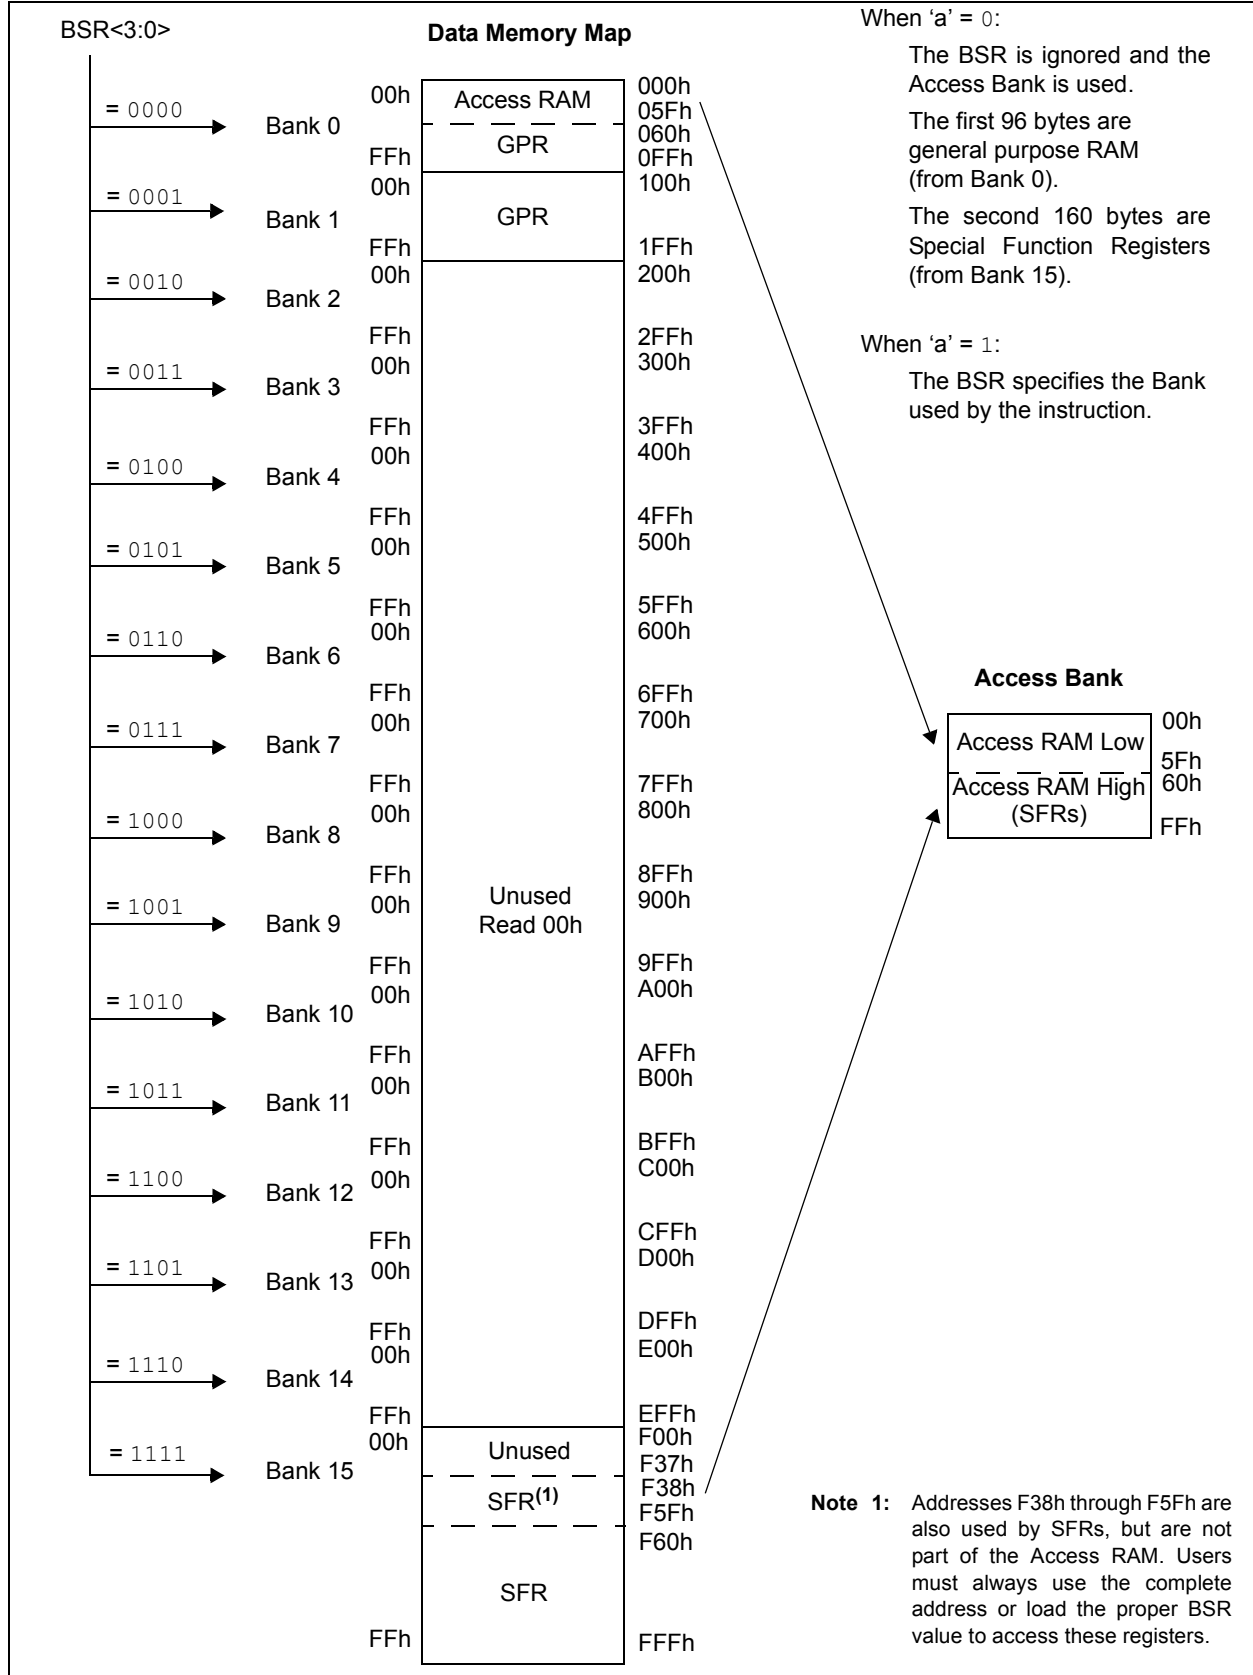 BSR<3:0>
Data Memory Map
When ‘a’ = 0:
The BSR is ignored and the
Access Bank is used.
The first 96 bytes are
general purpose RAM
(from Bank 0).
The second 160 bytes are
Special Function Registers
(from Bank 15).
When ‘a’ = 1:
The BSR specifies the Bank
used by the instruction.
= 0000
Bank 0
00h
Access RAM
000h
05Fh
060h
GPR
FFh
0FFh
= 0001
Bank 1
00h
GPR
100h
FFh
1FFh
= 0010
Bank 2
00h
200h
FFh
2FFh
= 0011
Bank 3
00h
300h
FFh
3FFh
= 0100
Bank 4
00h
400h
FFh
4FFh
= 0101
Bank 5
00h
500h
FFh
5FFh
= 0110
Bank 6
00h
600h
FFh
6FFh
= 0111
Bank 7
00h
700h
FFh
7FFh
= 1000
Bank 8
00h
800h
FFh
8FFh
= 1001
Bank 9
00h
Unused
Read 00h
900h
FFh
9FFh
= 1010
Bank 10
00h
A00h
FFh
AFFh
= 1011
Bank 11
00h
B00h
FFh
BFFh
= 1100
Bank 12
00h
C00h
FFh
CFFh
= 1101
Bank 13
00h
D00h
FFh
DFFh
= 1110
Bank 14
00h
E00h
FFh
EFFh
= 1111
Bank 15
00h
Unused
F00h
F37h
SFR(1)
F38h
F5Fh
F60h
SFR
FFh
FFFh
Access Bank
Access RAM Low
00h
5Fh
Access RAM High
(SFRs)
60h
FFh
Note 1: Addresses F38h through F5Fh are
also used by SFRs, but are not
part of the Access RAM. Users
must always use the complete
address or load the proper BSR
value to access these registers.